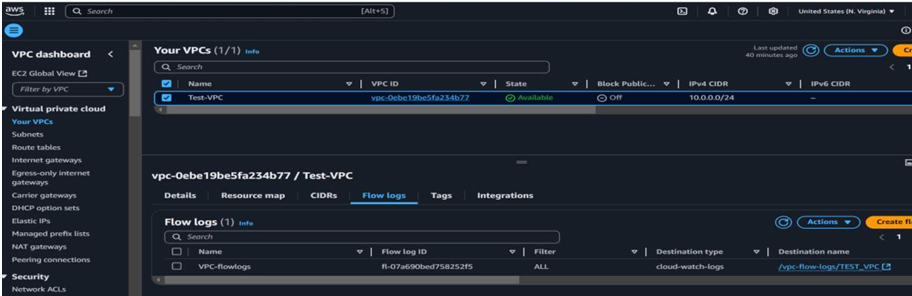 aws Search [Alt+S] United States (N. Virginia)
VPC dashboard
EC2 Global View
Filter by VPC
Virtual private cloud
Your VPCs
Subnets
Route tables
Internet gateways
Egress-only internet
gateways
Carrier gateways
DHCP option sets
Elastic IPs
Managed prefix lists
NAT gateways
Peering connections
Security
Network ACLs
Your VPCs (1/1) Info
Last updated
40 minutes ago
Actions
Cr
Search
1
Name VPC ID State Block Public... IPv4 CIDR IPv6 CIDR
Test-VPC vpc-0ebe19be5fa234b77 Available Off 10.0.0.0/24 –
vpc-0ebe19be5fa234b77 / Test-VPC
Details Resource map CIDRs Flow logs Tags Integrations
Flow logs (1) Info
Actions
Create fl
Search
1
Name Flow log ID Filter Destination type Destination name
VPC-flowlogs fl-07a690bed758252f5 ALL cloud-watch-logs /vpc-flow-logs/TEST_VPC